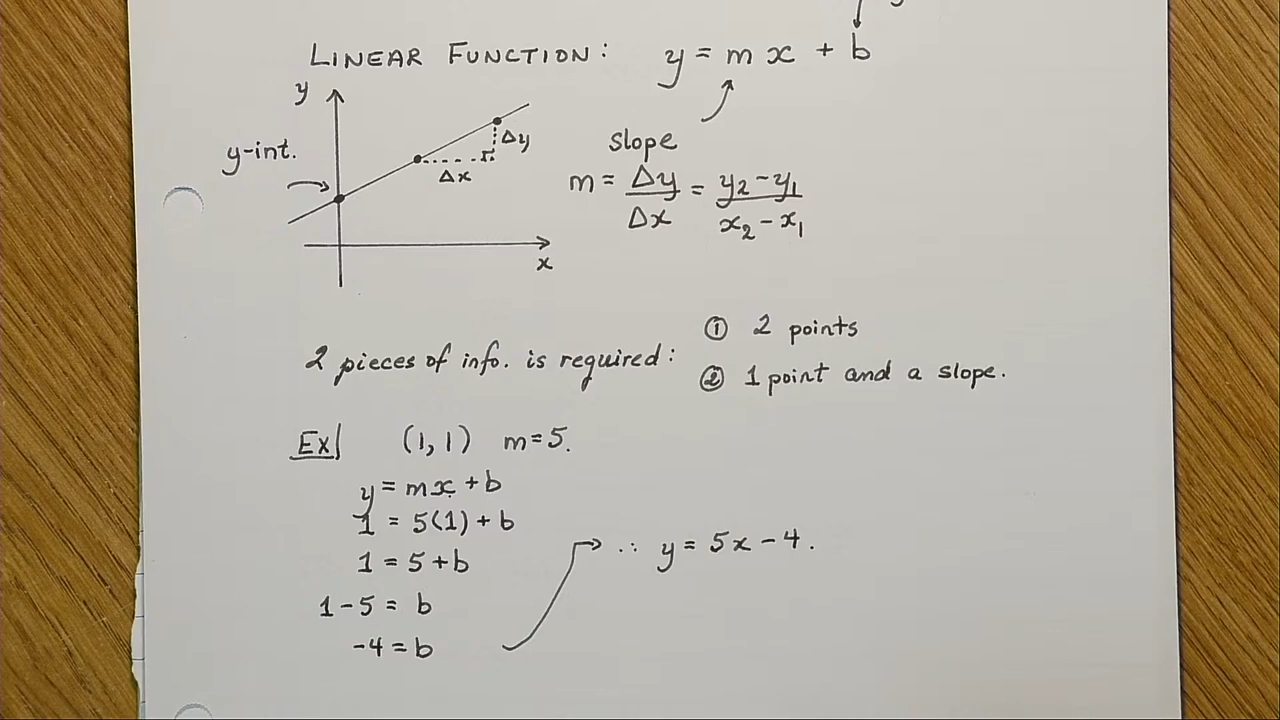 LINEAR FUNCTION: y = mx + b
y
y-int.
Δy
Δx
x
slope
m = Δy/Δx = y₂-y₁/x₂-x₁
2 pieces of info. is required:
① 2 points
② 1 point and a slope.
Ex| (1,1) m=5.
y = mx + b
1 = 5(1) + b
1 = 5 + b
1-5 = b
-4 = b
∴ y = 5x - 4.